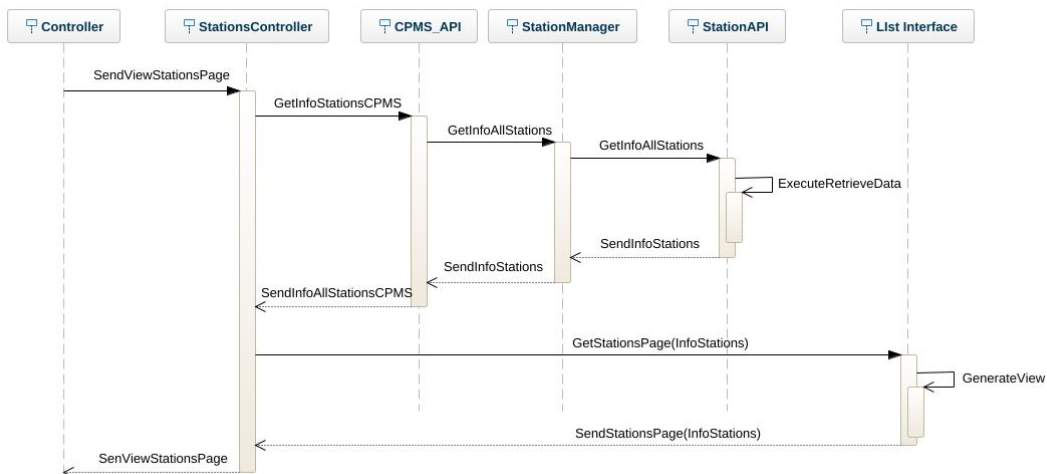 Controller
StationsController
CPMS_API
StationManager
StationAPI
LIst Interface
SendViewStationsPage
GetInfoStationsCPMS
GetInfoAllStations
GetInfoAllStations
ExecuteRetrieveData
SendInfoStations
SendInfoStations
SendInfoAllStationsCPMS
GetStationsPage(InfoStations)
GenerateView
SendStationsPage(InfoStations)
SenViewStationsPage